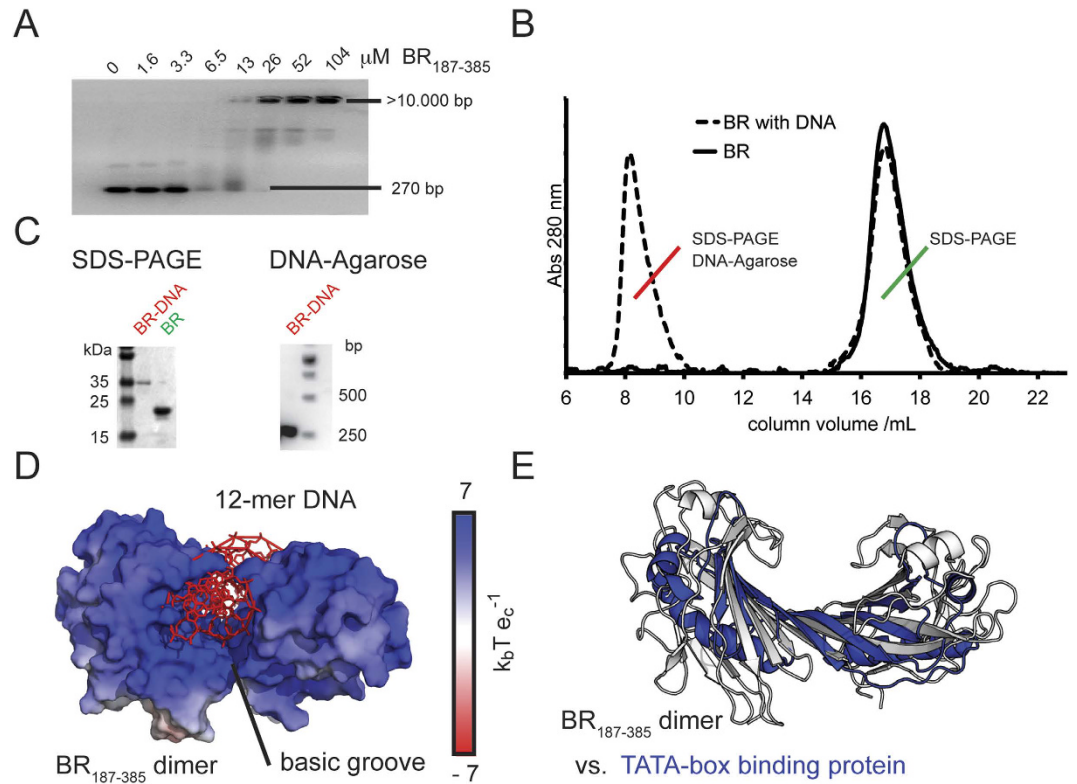 A
0 1.6 3.3 6.5 13 26 52 104 µM BR187-385
>10.000 bp
270 bp
B
BR with DNA
BR
Abs 280 nm
SDS-PAGE
DNA-Agarose
SDS-PAGE
6 8 10 12 14 16 18 20 22
column volume /mL
C
SDS-PAGE
DNA-Agarose
BR-DNA
BR
kDa
35
25
15
BR-DNA
bp
500
250
D
12-mer DNA
7
kbT ec-1
- 7
BR187-385 dimer
basic groove
E
BR187-385 dimer
vs. TATA-box binding protein